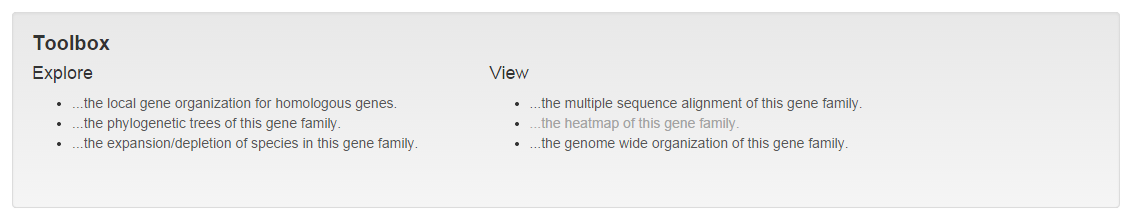 Toolbox
Explore
...the local gene organization for homologous genes.
...the phylogenetic trees of this gene family.
...the expansion/depletion of species in this gene family.
View
...the multiple sequence alignment of this gene family.
...the heatmap of this gene family.
...the genome wide organization of this gene family.